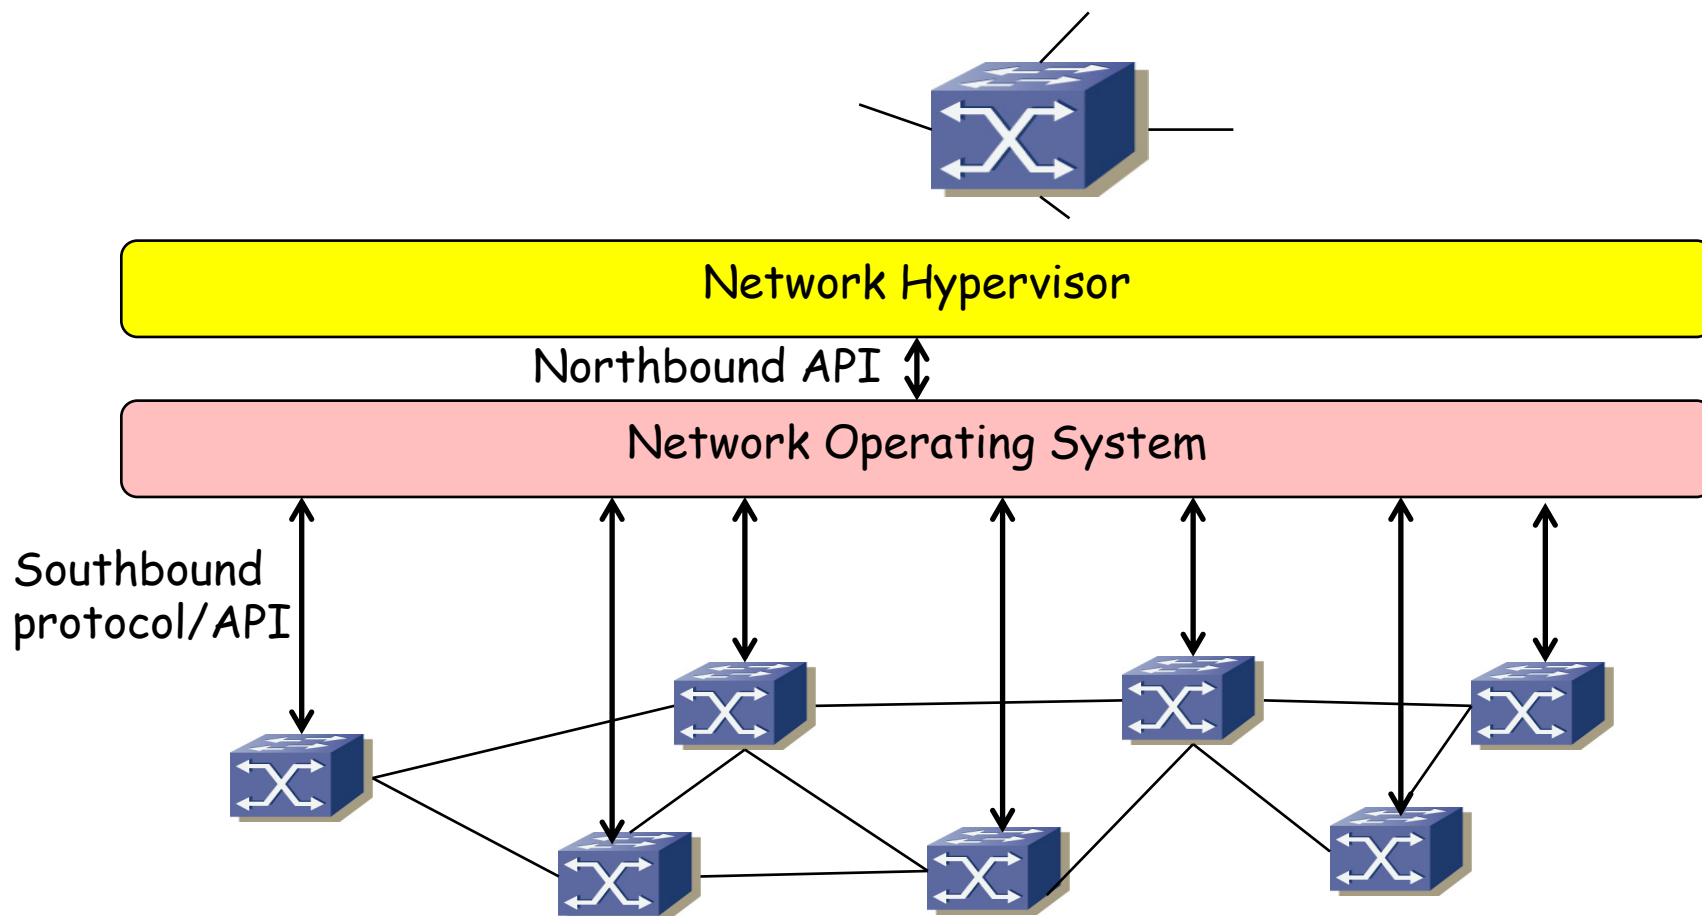 Network Hypervisor
Northbound API
Network Operating System
Southbound
protocol/API